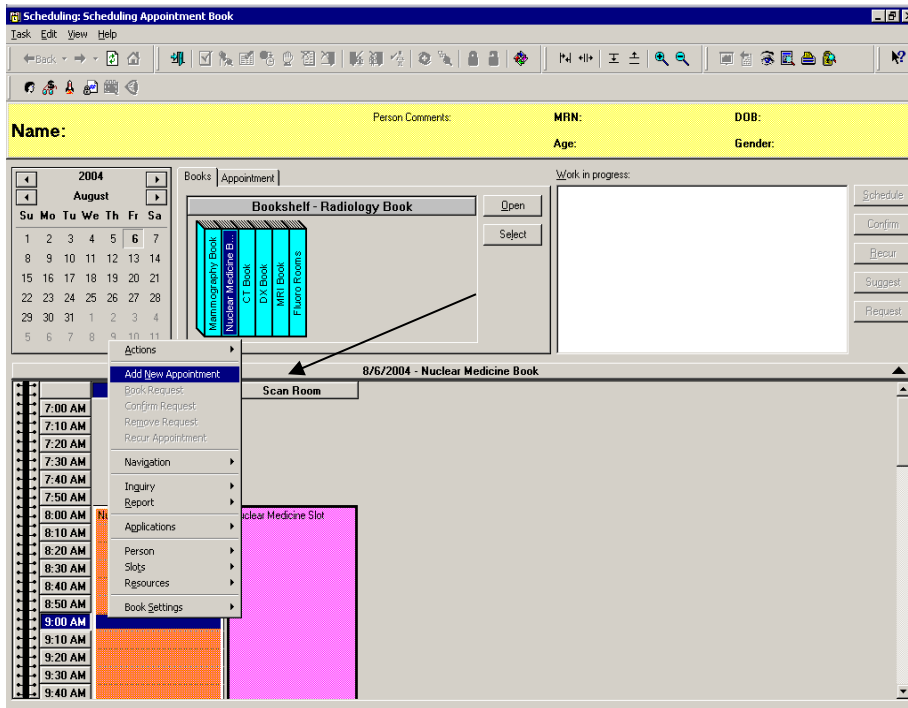 Scheduling: Scheduling Appointment Book
Task Edit View Help
Back
Name:
Person Comments:
MRN:
DOB:
Age:
Gender:
2004
August
Su Mo Tu We Th Fr Sa
1 2 3 4 5 6 7
8 9 10 11 12 13 14
15 16 17 18 19 20 21
22 23 24 25 26 27 28
29 30 31 1 2 3 4
5 6 7 8 9 10 11
Books Appointment
Bookshelf - Radiology Book
Mammography Book
Nuclear Medicine B...
CT Book
DX Book
MRI Book
Fluoro Rooms
Open
Select
Work in progress:
Schedule
Confirm
Recur
Suggest
Request
8/6/2004 - Nuclear Medicine Book
Scan Room
Actions
Add New Appointment
Book Request
Confirm Request
Remove Request
Recur Appointment
Navigation
Inquiry
Report
Applications
Person
Slots
Resources
Book Settings
7:00 AM
7:10 AM
7:20 AM
7:30 AM
7:40 AM
7:50 AM
8:00 AM
8:10 AM
8:20 AM
8:30 AM
8:40 AM
8:50 AM
9:00 AM
9:10 AM
9:20 AM
9:30 AM
9:40 AM
Medicine Slot